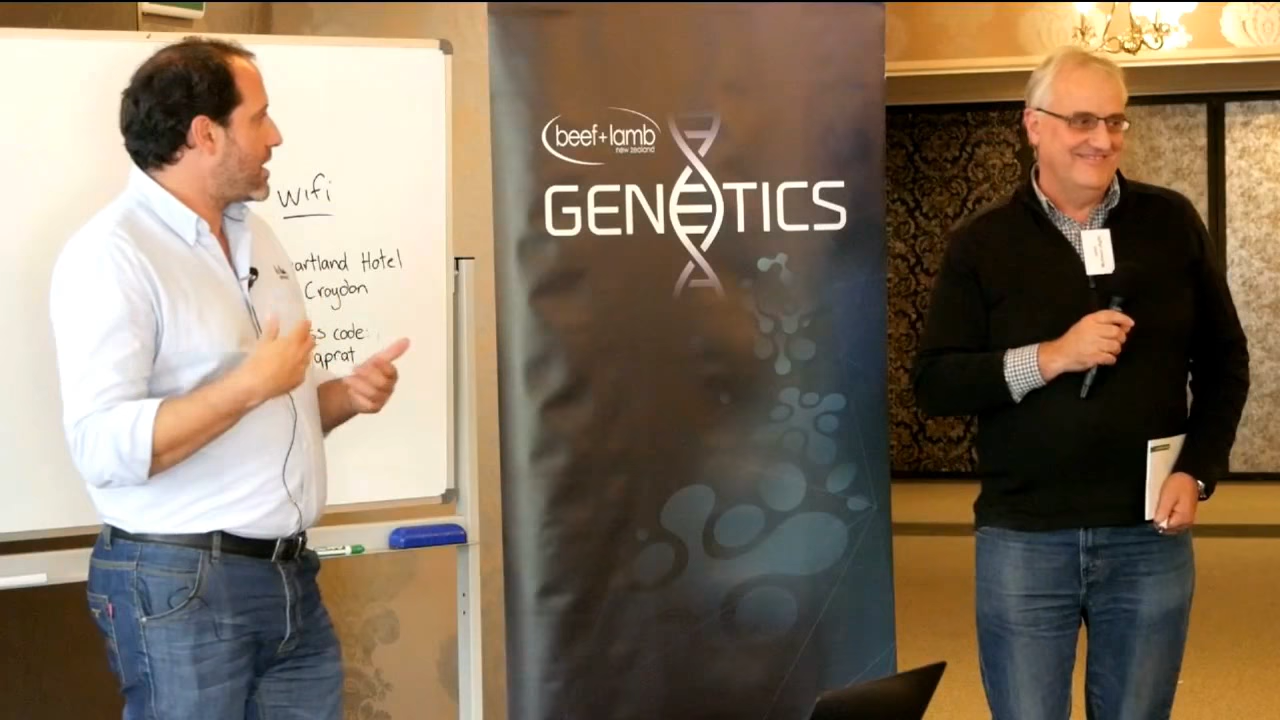 wifi
artland Hotel
Croydon
ss code:
aprat
beef+lamb
new zealand
GENETICS